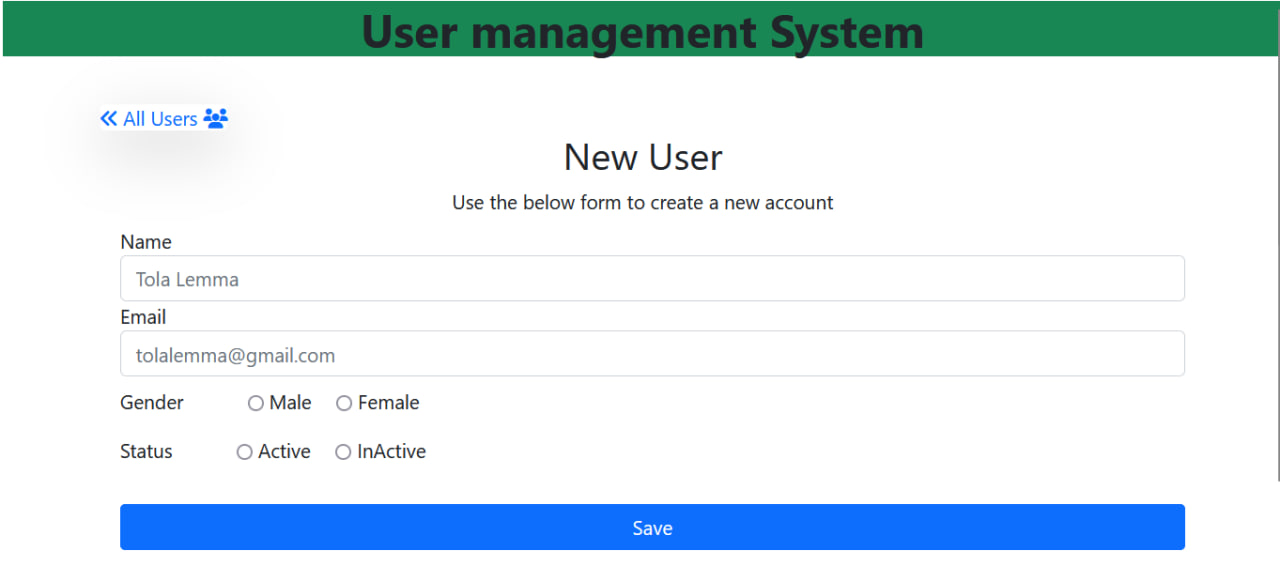 User management System
All Users
New User
Use the below form to create a new account
Name
Tola Lemma
Email
tolalemma@gmail.com
Gender Male Female
Status Active InActive
Save